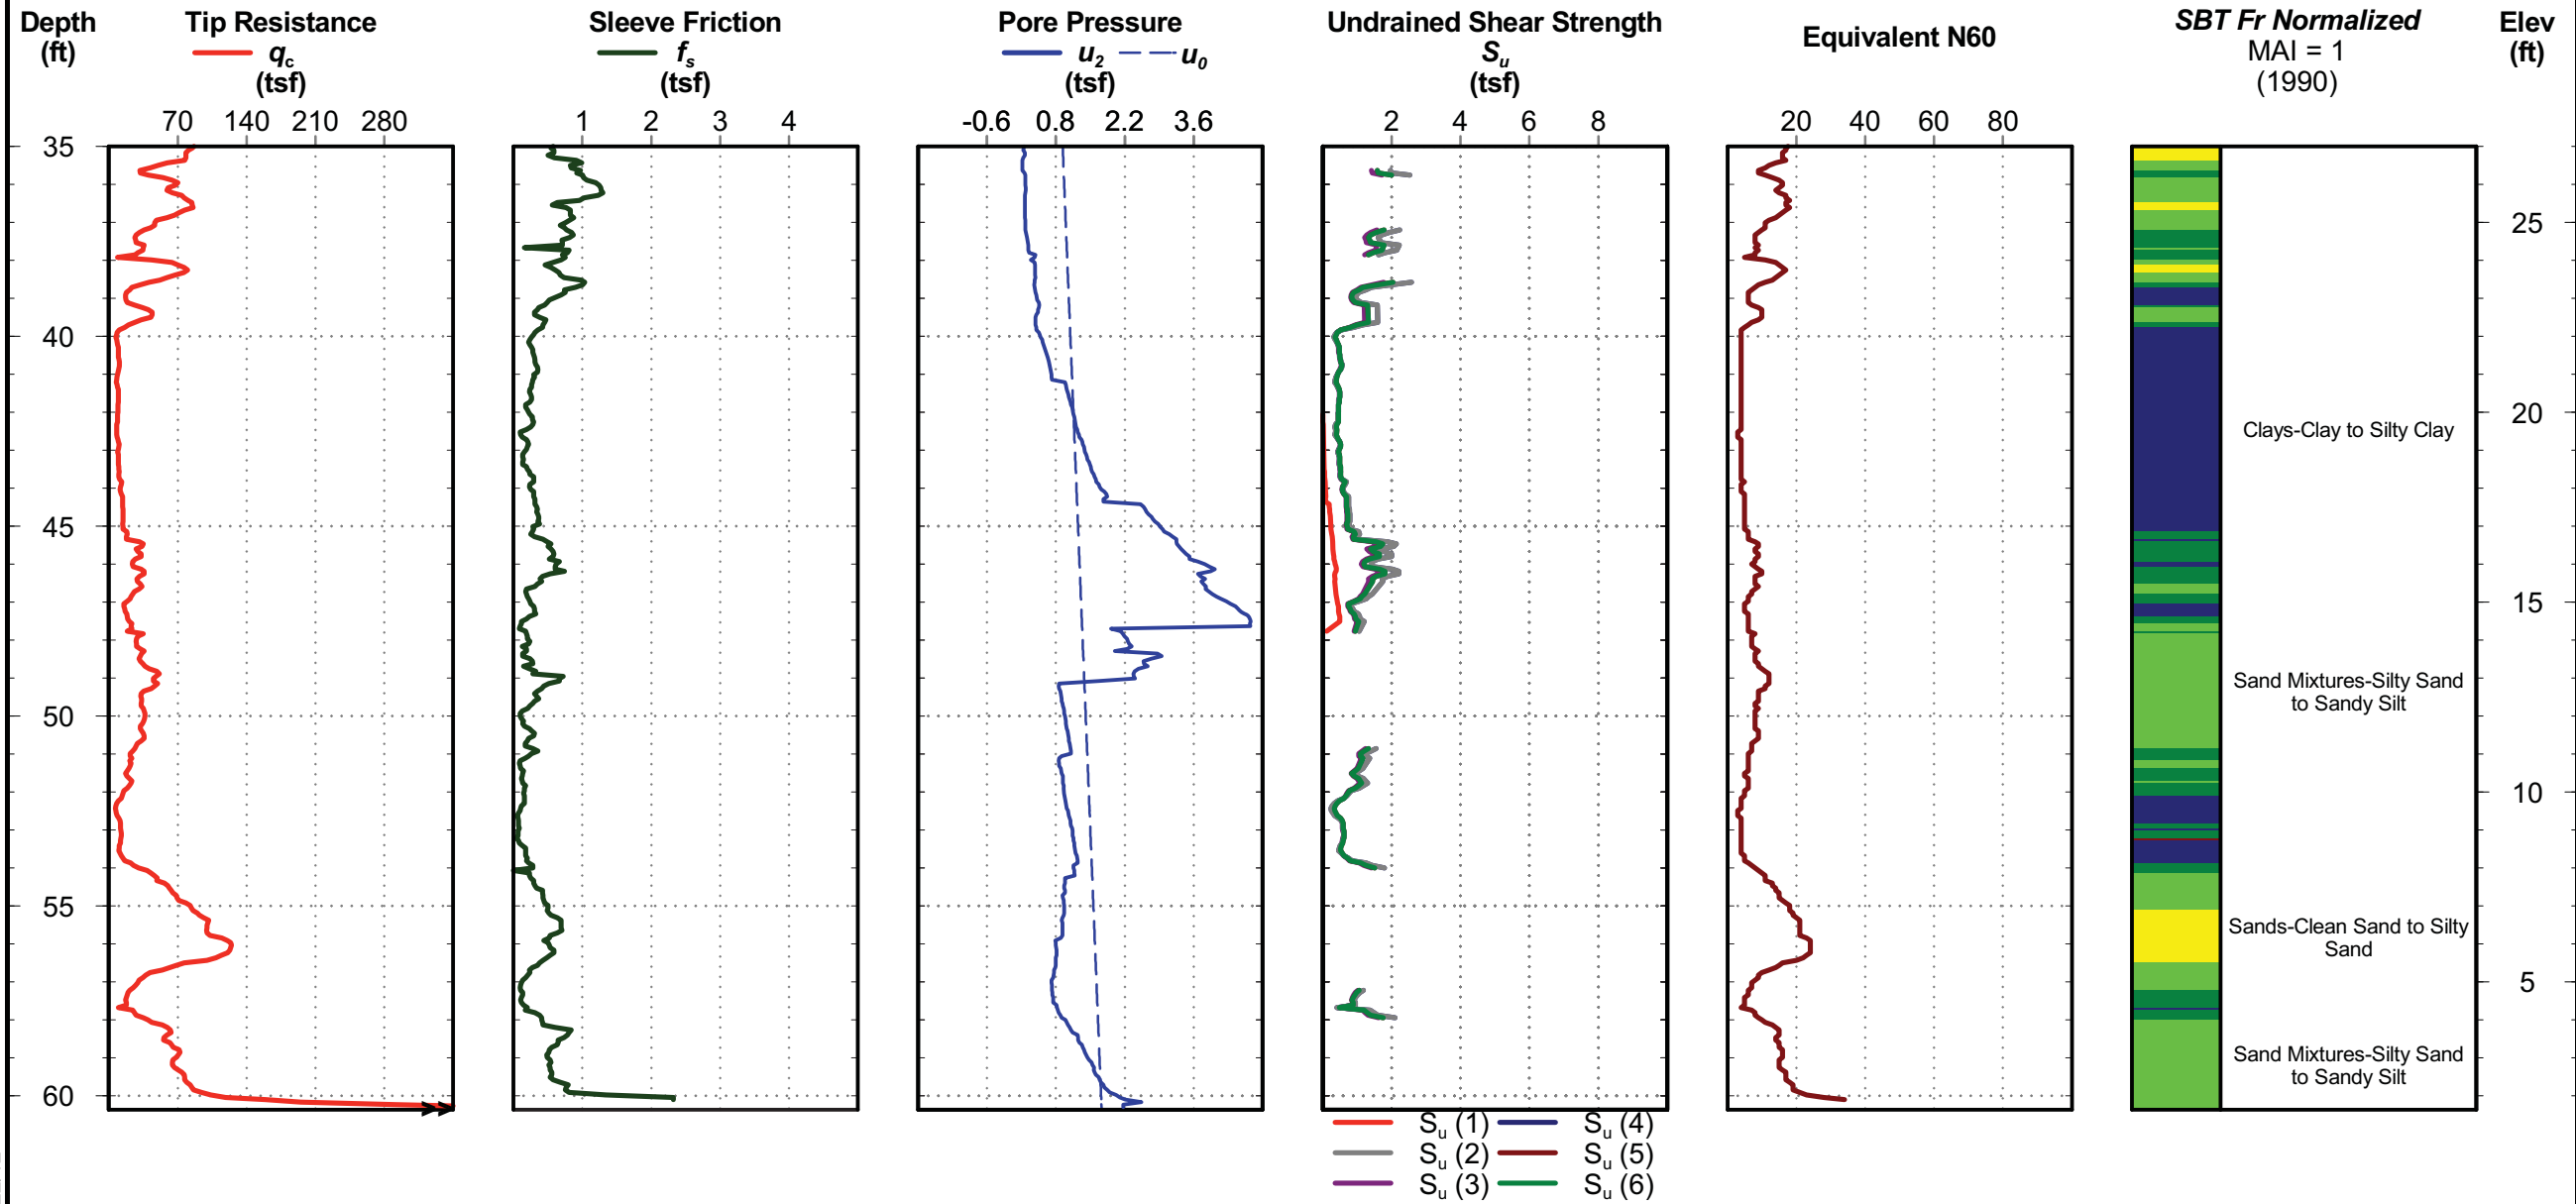 Depth
(ft)
Tip Resistance
qc
(tsf)
Sleeve Friction
fs
(tsf)
Pore Pressure
u2 u0
(tsf)
Undrained Shear Strength
Su
(tsf)
Equivalent N60
SBT Fr Normalized
MAI = 1
(1990)
Elev
(ft)
70 140 210 280
1 2 3 4
-0.6 0.8 2.2 3.6
2 4 6 8
20 40 60 80
35
40
45
50
55
60
Clays-Clay to Silty Clay
Sand Mixtures-Silty Sand
to Sandy Silt
Sands-Clean Sand to Silty
Sand
Sand Mixtures-Silty Sand
to Sandy Silt
25
20
15
10
5
Su (1) Su (4)
Su (2) Su (5)
Su (3) Su (6)